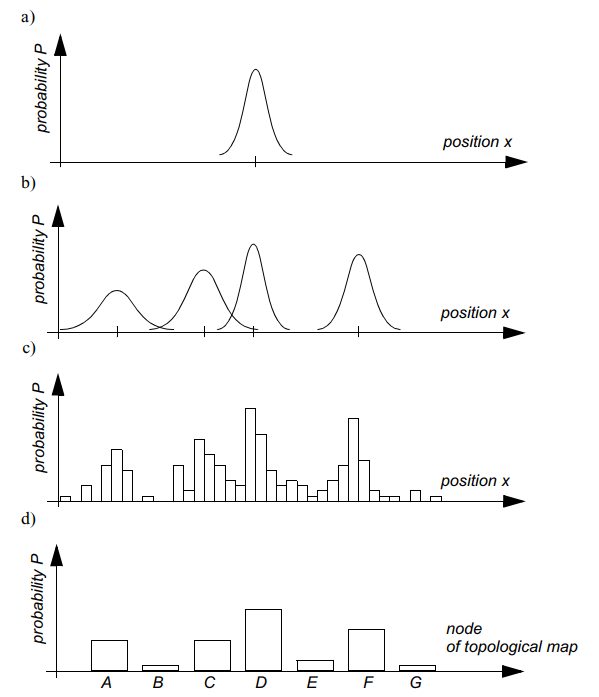 a)
probability P
position x
b)
probability P
position x
c)
probability P
position x
d)
probability P
node
of topological map
A B C D E F G